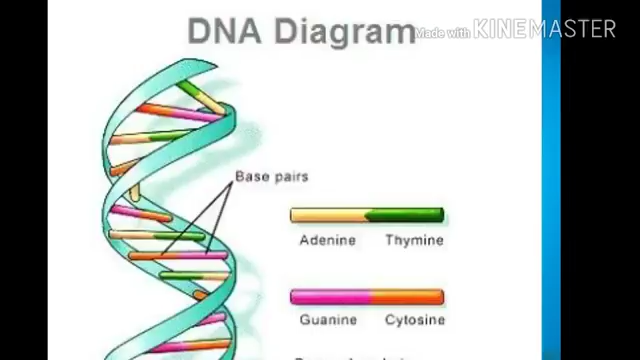 DNA Diagram
Made with KINEMASTER
Base pairs
Adenine Thymine
Guanine Cytosine